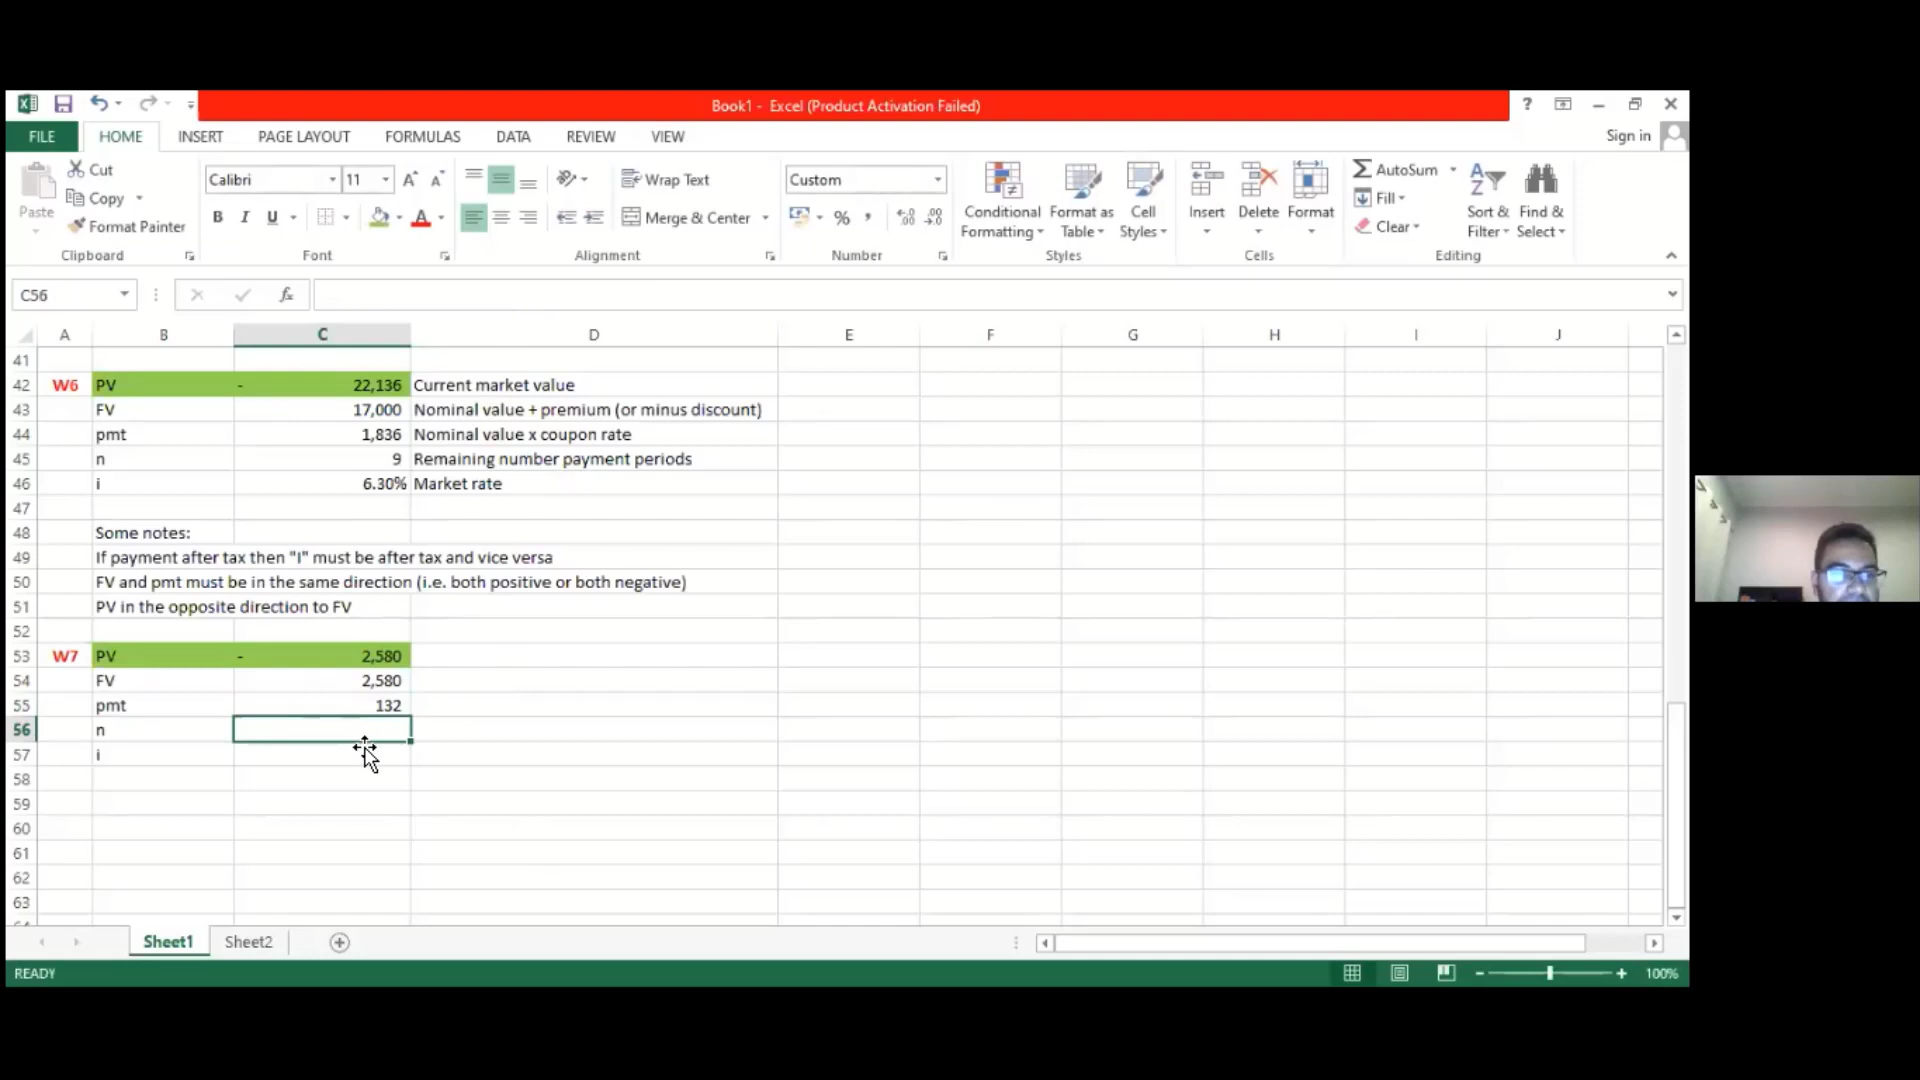 Book1 - Excel (Product Activation Failed)
?
FILE HOME INSERT PAGE LAYOUT FORMULAS DATA REVIEW VIEW Sign in
Paste
Cut
Copy
Format Painter
Clipboard
Calibri 11
B I U A
Font
Wrap Text
Merge & Center
Alignment
Custom
%
Number
Conditional Formatting
Format as Table
Cell Styles
Styles
Insert
Delete
Format
Cells
AutoSum
Fill
Clear
Sort & Filter
Find & Select
Editing
C56 fx
A B C D E F G H I J
41
42 W6 PV - 22,136 Current market value
43 FV 17,000 Nominal value + premium (or minus discount)
44 pmt 1,836 Nominal value x coupon rate
45 n 9 Remaining number payment periods
46 i 6.30% Market rate
47
48 Some notes:
49 If payment after tax then "I" must be after tax and vice versa
50 FV and pmt must be in the same direction (i.e. both positive or both negative)
51 PV in the opposite direction to FV
52
53 W7 PV - 2,580
54 FV 2,580
55 pmt 132
56 n
57 i
58
59
60
61
62
63
Sheet1 Sheet2
READY 100%